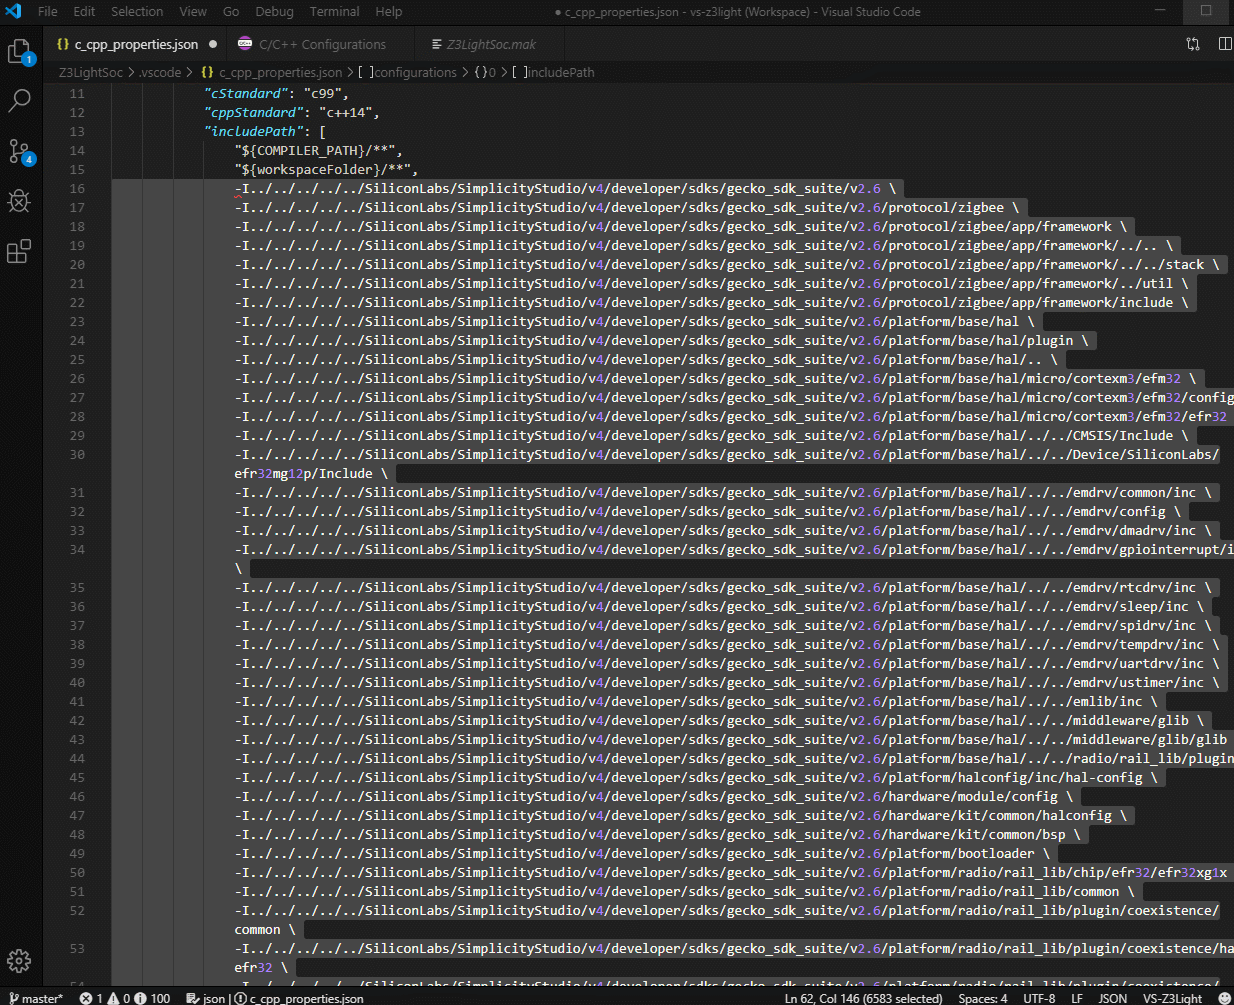 File Edit Selection View Go Debug Terminal Help ● c_cpp_properties.json - vs-z3light (Workspace) - Visual Studio Code
{} c_cpp_properties.json ● C/C++ Configurations Z3LightSoc.mak
Z3LightSoc > .vscode > {} c_cpp_properties.json > [ ]configurations > {}0 > [ ]includePath
1
4
11 "cStandard": "c99",
12 "cppStandard": "c++14",
13 "includePath": [
14 "${COMPILER_PATH}/**",
15 "${workspaceFolder}/**",
16 -I../../../../../SiliconLabs/SimplicityStudio/v4/developer/sdks/gecko_sdk_suite/v2.6 \
17 -I../../../../../SiliconLabs/SimplicityStudio/v4/developer/sdks/gecko_sdk_suite/v2.6/protocol/zigbee \
18 -I../../../../../SiliconLabs/SimplicityStudio/v4/developer/sdks/gecko_sdk_suite/v2.6/protocol/zigbee/app/framework \
19 -I../../../../../SiliconLabs/SimplicityStudio/v4/developer/sdks/gecko_sdk_suite/v2.6/protocol/zigbee/app/framework/../.. \
20 -I../../../../../SiliconLabs/SimplicityStudio/v4/developer/sdks/gecko_sdk_suite/v2.6/protocol/zigbee/app/framework/../../stack \
21 -I../../../../../SiliconLabs/SimplicityStudio/v4/developer/sdks/gecko_sdk_suite/v2.6/protocol/zigbee/app/framework/../util \
22 -I../../../../../SiliconLabs/SimplicityStudio/v4/developer/sdks/gecko_sdk_suite/v2.6/protocol/zigbee/app/framework/include \
23 -I../../../../../SiliconLabs/SimplicityStudio/v4/developer/sdks/gecko_sdk_suite/v2.6/platform/base/hal \
24 -I../../../../../SiliconLabs/SimplicityStudio/v4/developer/sdks/gecko_sdk_suite/v2.6/platform/base/hal/plugin \
25 -I../../../../../SiliconLabs/SimplicityStudio/v4/developer/sdks/gecko_sdk_suite/v2.6/platform/base/hal/.. \
26 -I../../../../../SiliconLabs/SimplicityStudio/v4/developer/sdks/gecko_sdk_suite/v2.6/platform/base/hal/micro/cortexm3/efm32 \
27 -I../../../../../SiliconLabs/SimplicityStudio/v4/developer/sdks/gecko_sdk_suite/v2.6/platform/base/hal/micro/cortexm3/efm32/config
28 -I../../../../../SiliconLabs/SimplicityStudio/v4/developer/sdks/gecko_sdk_suite/v2.6/platform/base/hal/micro/cortexm3/efm32/efr32
29 -I../../../../../SiliconLabs/SimplicityStudio/v4/developer/sdks/gecko_sdk_suite/v2.6/platform/base/hal/../../CMSIS/Include \
30 -I../../../../../SiliconLabs/SimplicityStudio/v4/developer/sdks/gecko_sdk_suite/v2.6/platform/base/hal/../../Device/SiliconLabs/
efr32mg12p/Include \
31 -I../../../../../SiliconLabs/SimplicityStudio/v4/developer/sdks/gecko_sdk_suite/v2.6/platform/base/hal/../../emdrv/common/inc \
32 -I../../../../../SiliconLabs/SimplicityStudio/v4/developer/sdks/gecko_sdk_suite/v2.6/platform/base/hal/../../emdrv/config \
33 -I../../../../../SiliconLabs/SimplicityStudio/v4/developer/sdks/gecko_sdk_suite/v2.6/platform/base/hal/../../emdrv/dmadrv/inc \
34 -I../../../../../SiliconLabs/SimplicityStudio/v4/developer/sdks/gecko_sdk_suite/v2.6/platform/base/hal/../../emdrv/gpiointerrupt/i
\
35 -I../../../../../SiliconLabs/SimplicityStudio/v4/developer/sdks/gecko_sdk_suite/v2.6/platform/base/hal/../../emdrv/rtcdrv/inc \
36 -I../../../../../SiliconLabs/SimplicityStudio/v4/developer/sdks/gecko_sdk_suite/v2.6/platform/base/hal/../../emdrv/sleep/inc \
37 -I../../../../../SiliconLabs/SimplicityStudio/v4/developer/sdks/gecko_sdk_suite/v2.6/platform/base/hal/../../emdrv/spidrv/inc \
38 -I../../../../../SiliconLabs/SimplicityStudio/v4/developer/sdks/gecko_sdk_suite/v2.6/platform/base/hal/../../emdrv/tempdrv/inc \
39 -I../../../../../SiliconLabs/SimplicityStudio/v4/developer/sdks/gecko_sdk_suite/v2.6/platform/base/hal/../../emdrv/uartdrv/inc \
40 -I../../../../../SiliconLabs/SimplicityStudio/v4/developer/sdks/gecko_sdk_suite/v2.6/platform/base/hal/../../emdrv/ustimer/inc \
41 -I../../../../../SiliconLabs/SimplicityStudio/v4/developer/sdks/gecko_sdk_suite/v2.6/platform/base/hal/../../emlib/inc \
42 -I../../../../../SiliconLabs/SimplicityStudio/v4/developer/sdks/gecko_sdk_suite/v2.6/platform/base/hal/../../middleware/glib \
43 -I../../../../../SiliconLabs/SimplicityStudio/v4/developer/sdks/gecko_sdk_suite/v2.6/platform/base/hal/../../middleware/glib/glib
44 -I../../../../../SiliconLabs/SimplicityStudio/v4/developer/sdks/gecko_sdk_suite/v2.6/platform/base/hal/../../radio/rail_lib/plugin
45 -I../../../../../SiliconLabs/SimplicityStudio/v4/developer/sdks/gecko_sdk_suite/v2.6/platform/halconfig/inc/hal-config \
46 -I../../../../../SiliconLabs/SimplicityStudio/v4/developer/sdks/gecko_sdk_suite/v2.6/hardware/module/config \
47 -I../../../../../SiliconLabs/SimplicityStudio/v4/developer/sdks/gecko_sdk_suite/v2.6/hardware/kit/common/halconfig \
48 -I../../../../../SiliconLabs/SimplicityStudio/v4/developer/sdks/gecko_sdk_suite/v2.6/hardware/kit/common/bsp \
49 -I../../../../../SiliconLabs/SimplicityStudio/v4/developer/sdks/gecko_sdk_suite/v2.6/platform/bootloader \
50 -I../../../../../SiliconLabs/SimplicityStudio/v4/developer/sdks/gecko_sdk_suite/v2.6/platform/radio/rail_lib/chip/efr32/efr32xg1x
51 -I../../../../../SiliconLabs/SimplicityStudio/v4/developer/sdks/gecko_sdk_suite/v2.6/platform/radio/rail_lib/common \
52 -I../../../../../SiliconLabs/SimplicityStudio/v4/developer/sdks/gecko_sdk_suite/v2.6/platform/radio/rail_lib/plugin/coexistence/
common \
53 -I../../../../../SiliconLabs/SimplicityStudio/v4/developer/sdks/gecko_sdk_suite/v2.6/platform/radio/rail_lib/plugin/coexistence/ha
efr32 \
54 -I../../../../../SiliconLabs/SimplicityStudio/v4/developer/sdks/gecko_sdk_suite/v2.6/platform/radio/rail_lib/plugin/coexistence/
master* 1 0 100 json | c_cpp_properties.json Ln 62, Col 146 (6583 selected) Spaces: 4 UTF-8 LF JSON VS-Z3Light